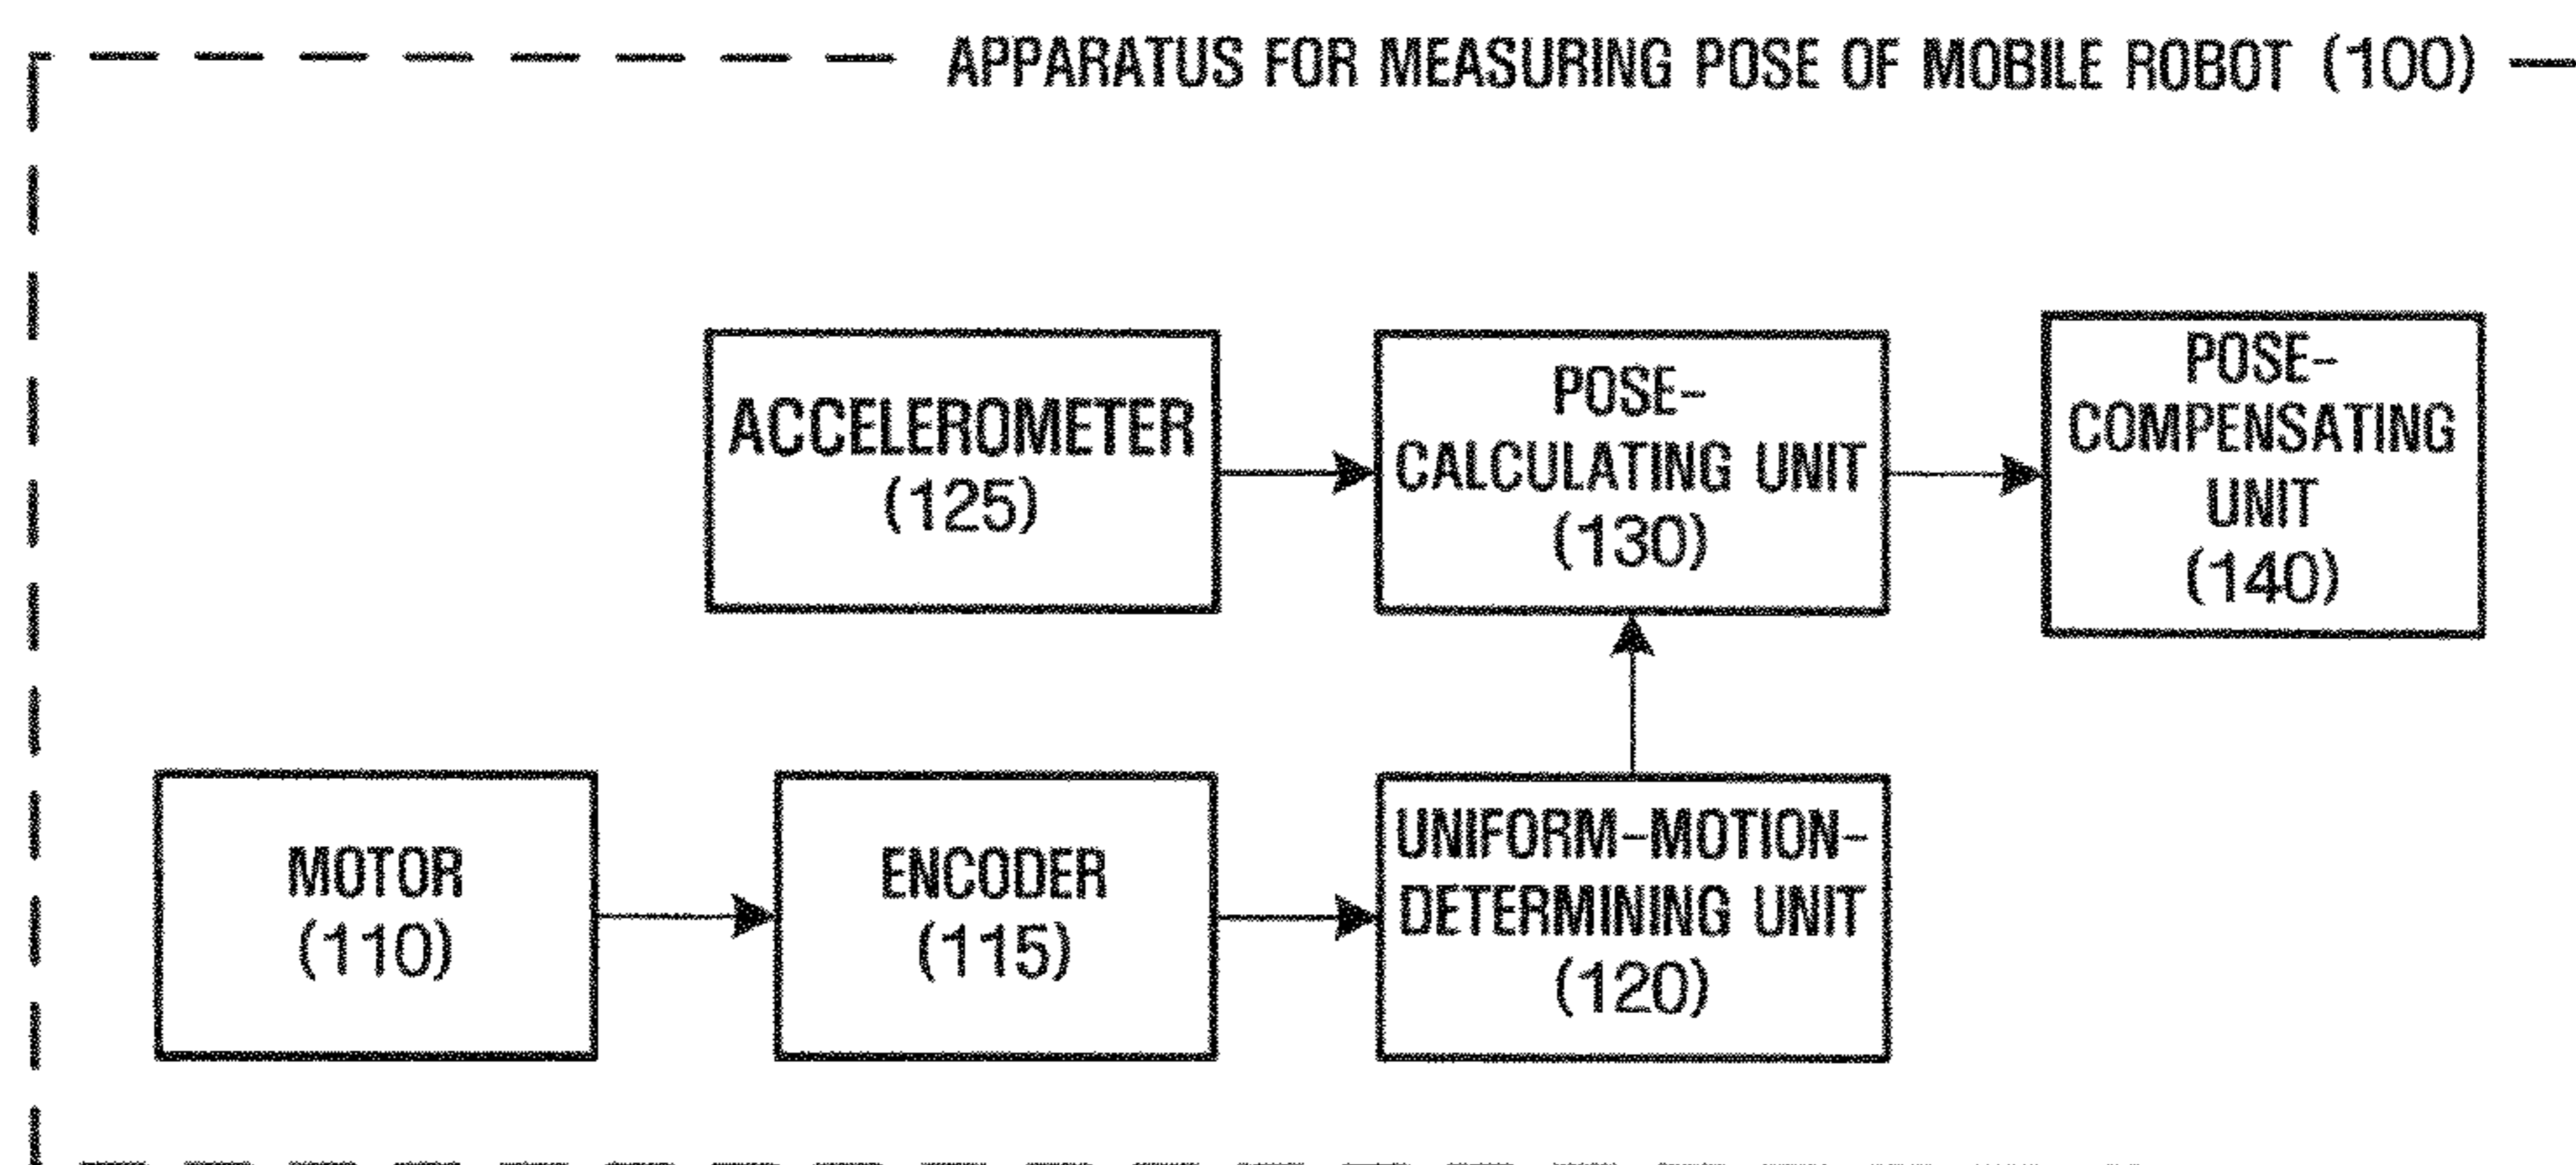 APPARATUS FOR MEASURING POSE OF MOBILE ROBOT (100)
ACCELEROMETER
(125)
POSE-
CALCULATING UNIT
(130)
POSE-
COMPENSATING
UNIT
(140)
MOTOR
(110)
ENCODER
(115)
UNIFORM-MOTION-
DETERMINING UNIT
(120)